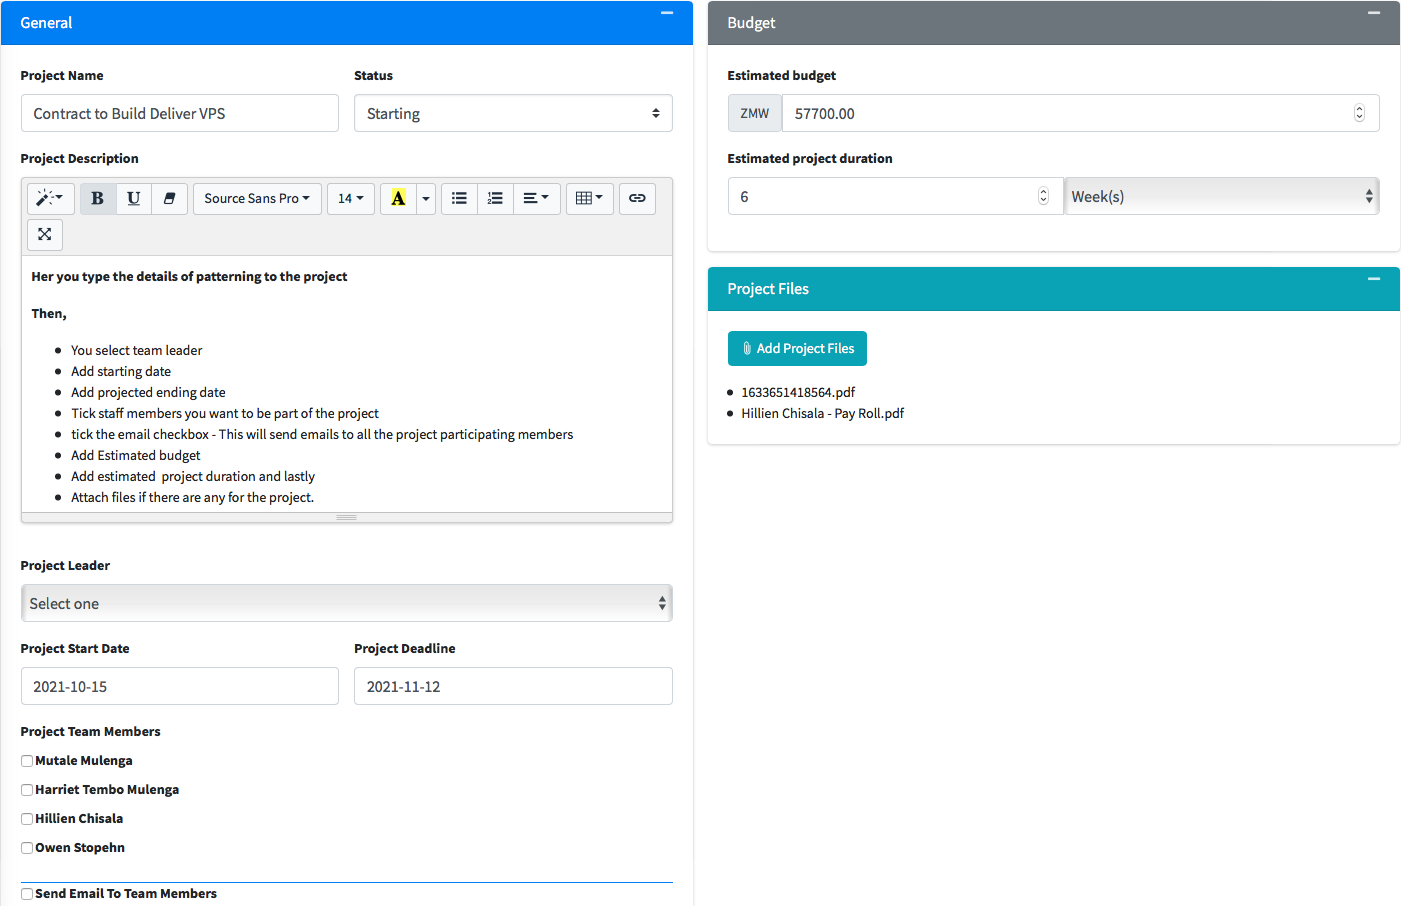 General
Project Name
Status
Contract to Build Deliver VPS
Starting
Project Description
B U Source Sans Pro 14 A
Her you type the details of patterning to the project
Then,
You select team leader
Add starting date
Add projected ending date
Tick staff members you want to be part of the project
tick the email checkbox - This will send emails to all the project participating members
Add Estimated budget
Add estimated  project duration and lastly
Attach files if there are any for the project.
Project Leader
Select one
Project Start Date
Project Deadline
2021-10-15
2021-11-12
Project Team Members
Mutale Mulenga
Harriet Tembo Mulenga
Hillien Chisala
Owen Stopehn
Send Email To Team Members
Budget
Estimated budget
ZMW 57700.00
Estimated project duration
6 Week(s)
Project Files
Add Project Files
1633651418564.pdf
Hillien Chisala - Pay Roll.pdf